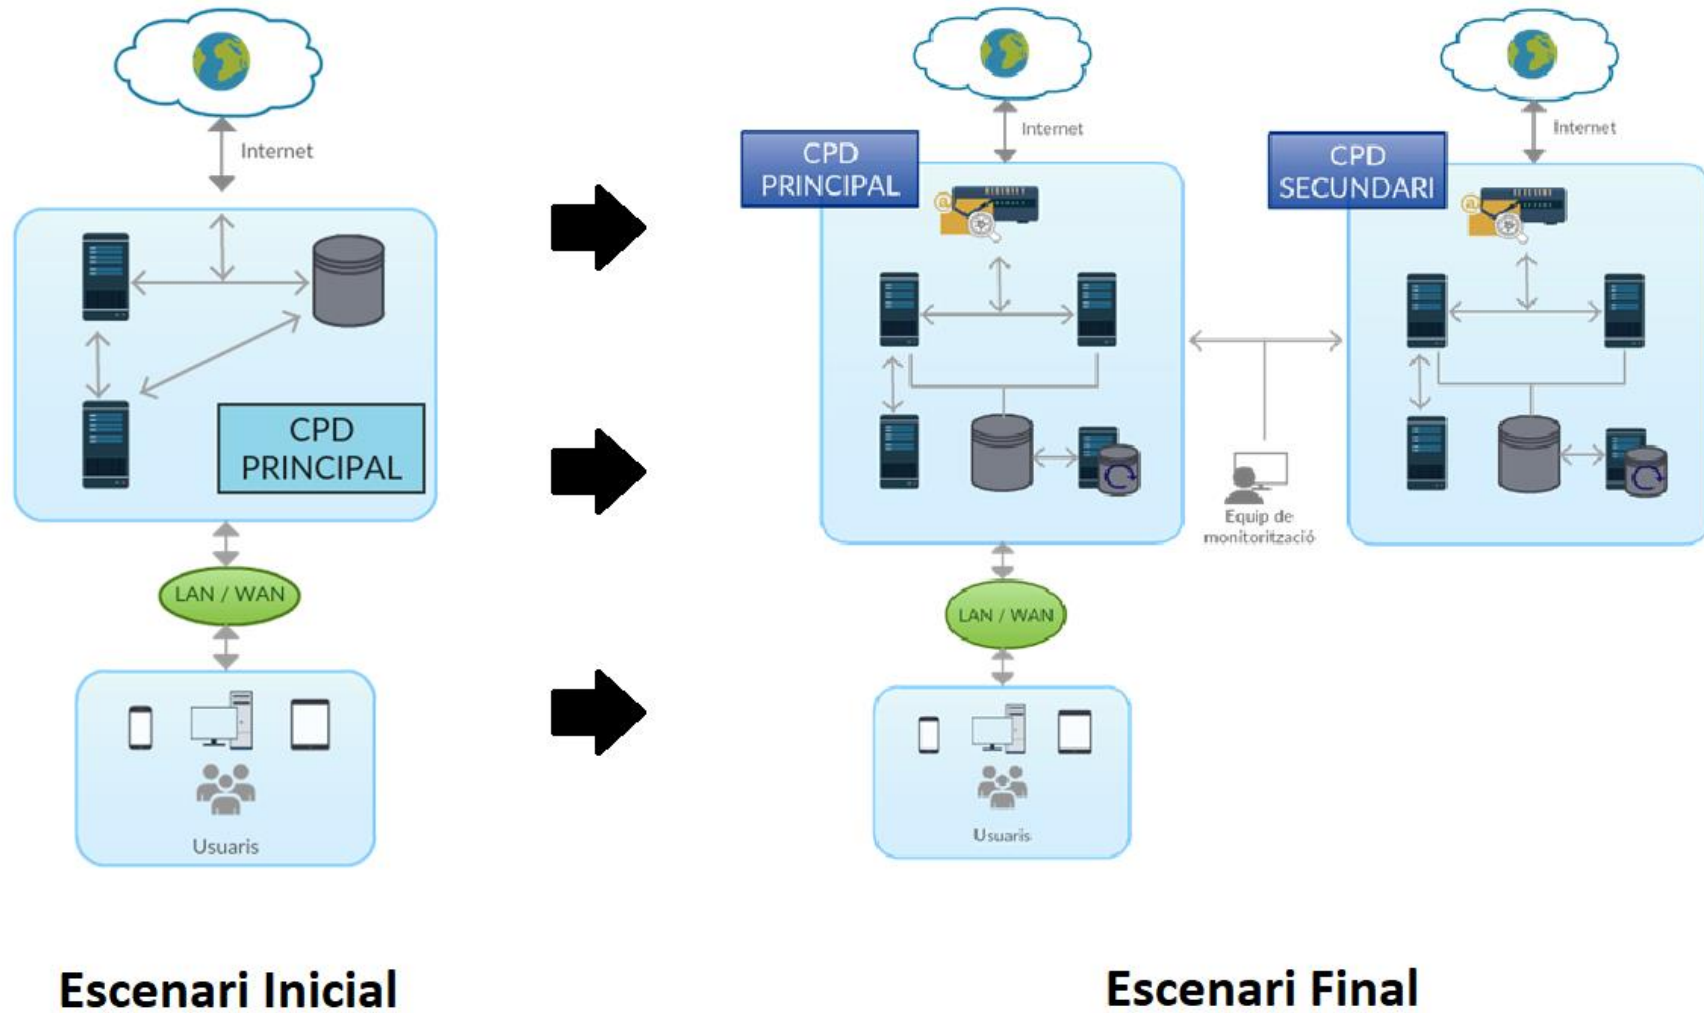 Internet
CPD
PRINCIPAL
LAN / WAN
Usuaris
Escenari Inicial
Internet
CPD
PRINCIPAL
@
Equip de
monitorització
LAN / WAN
Usuaris
Internet
CPD
SECUNDARI
@
Escenari Final